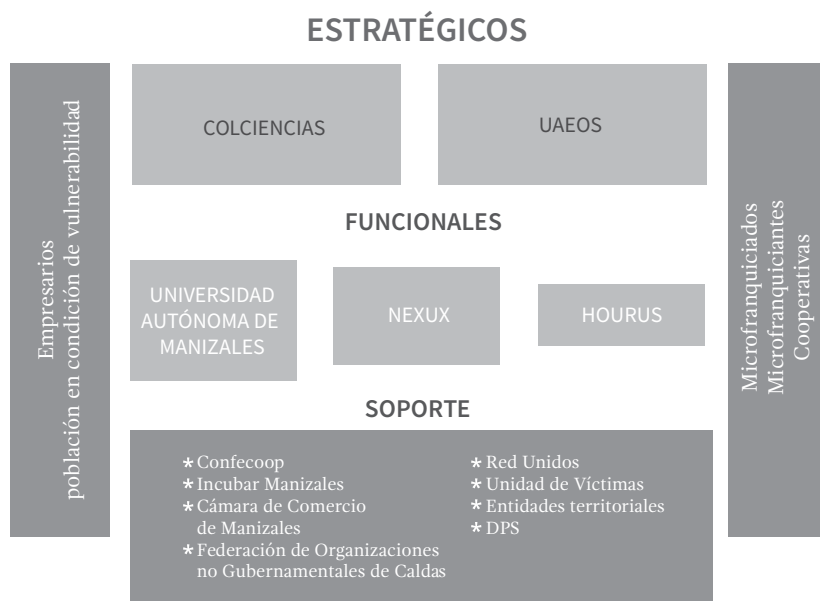 ESTRATÉGICOS
Empresarios
población en condición de vulnerabilidad
COLCIENCIAS
UAEOS
FUNCIONALES
UNIVERSIDAD
AUTÓNOMA DE
MANIZALES
NEXUX
HOURUS
SOPORTE
* Confecoop
* Incubar Manizales
* Cámara de Comercio
de Manizales
* Federación de Organizaciones
no Gubernamentales de Caldas
* Red Unidos
* Unidad de Víctimas
* Entidades territoriales
* DPS
Microfranquiciados
Microfranquiciantes
Cooperativas